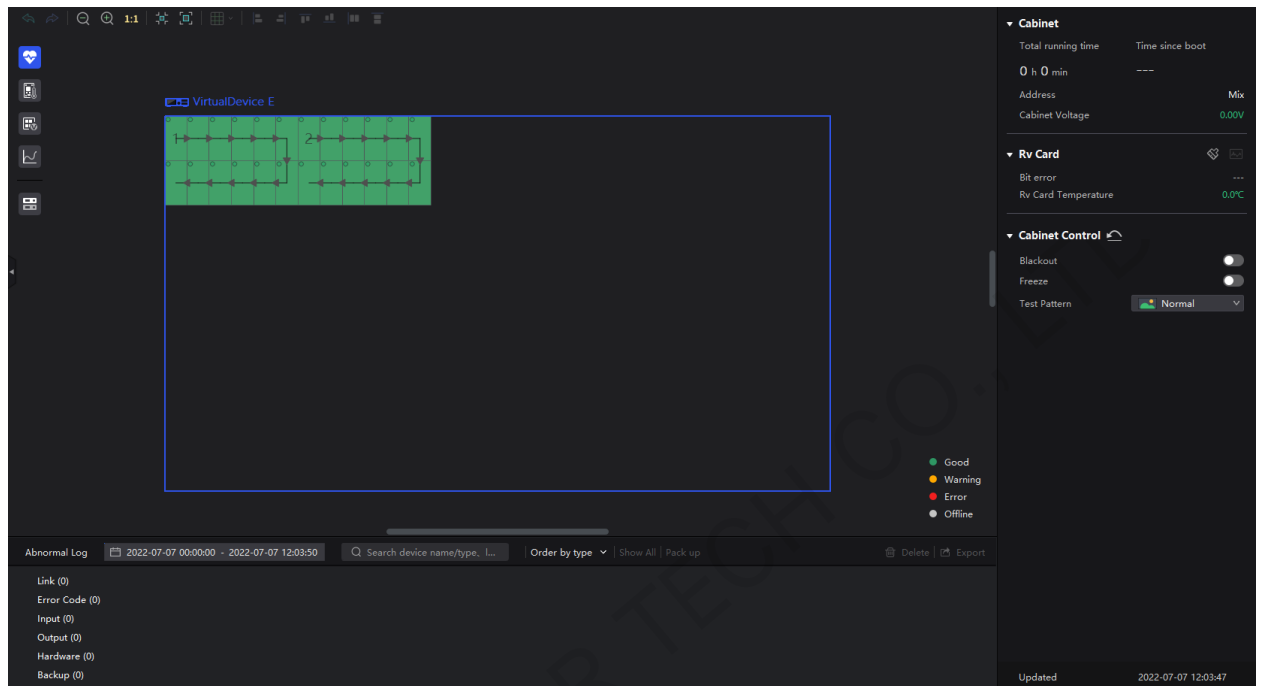 1:1
VirtualDevice E
1
2
Good
Warning
Error
Offline
Abnormal Log
2022-07-07 00:00:00 - 2022-07-07 12:03:50
Search device name/type, l...
Order by type
Show All | Pack up
Delete | Export
Link (0)
Error Code (0)
Input (0)
Output (0)
Hardware (0)
Backup (0)
Cabinet
Total running time Time since boot
0 h 0 min ---
Address Mix
Cabinet Voltage 0.00V
Rv Card
Bit error ---
Rv Card Temperature 0.0℃
Cabinet Control
Blackout
Freeze
Test Pattern Normal
Updated 2022-07-07 12:03:47
R TECH CO., LTD